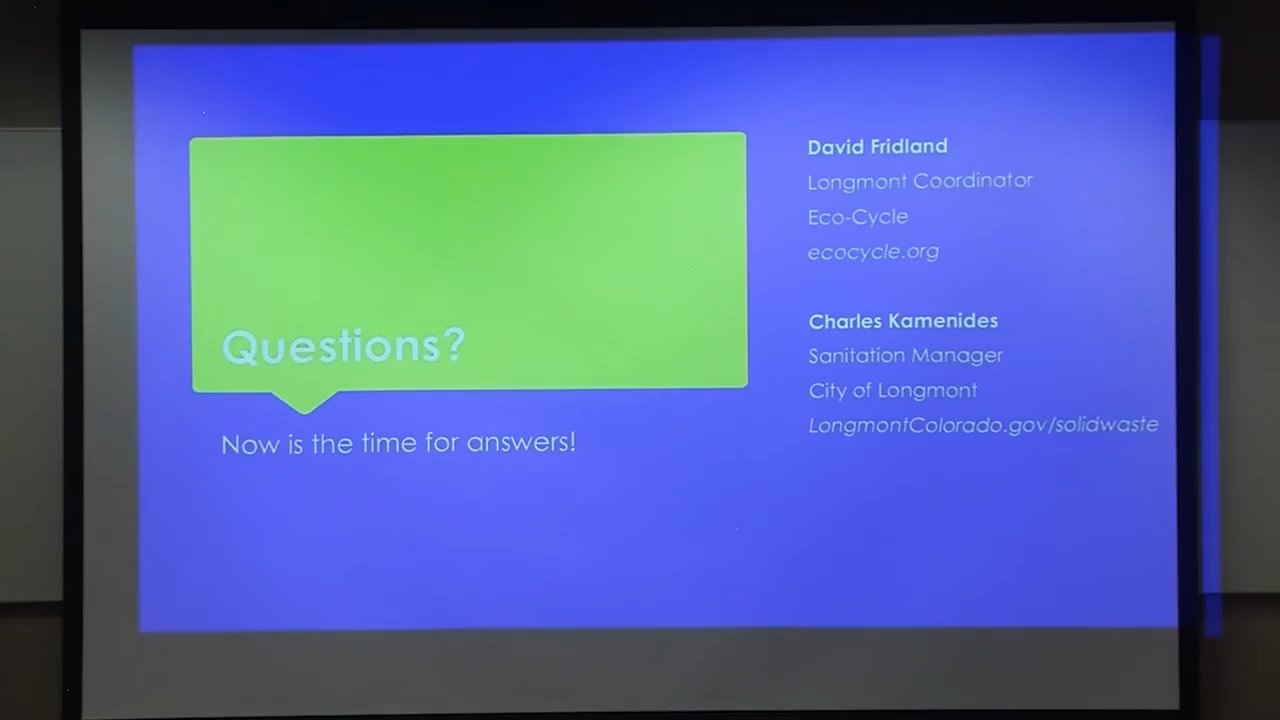 Questions?
Now is the time for answers!
David Fridland
Longmont Coordinator
Eco-Cycle
ecocycle.org
Charles Kamenides
Sanitation Manager
City of Longmont
LongmontColorado.gov/solidwaste